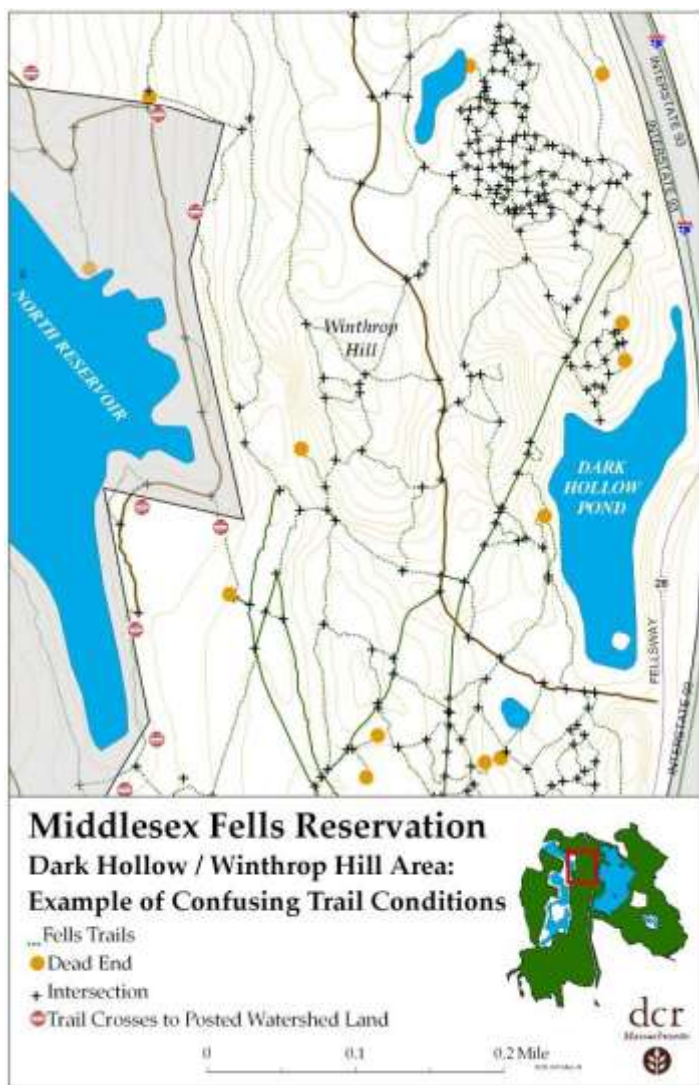 INTERSTATE 93
INTERSTATE 93
NORTH RESERVOIR
Winthrop
Hill
DARK
HOLLOW
POND
FELLSWAY
INTERSTATE 93
Middlesex Fells Reservation
Dark Hollow / Winthrop Hill Area:
Example of Confusing Trail Conditions
Fells Trails
Dead End
Intersection
Trail Crosses to Posted Watershed Land
0 0.1 0.2 Mile
dcr
Massachusetts